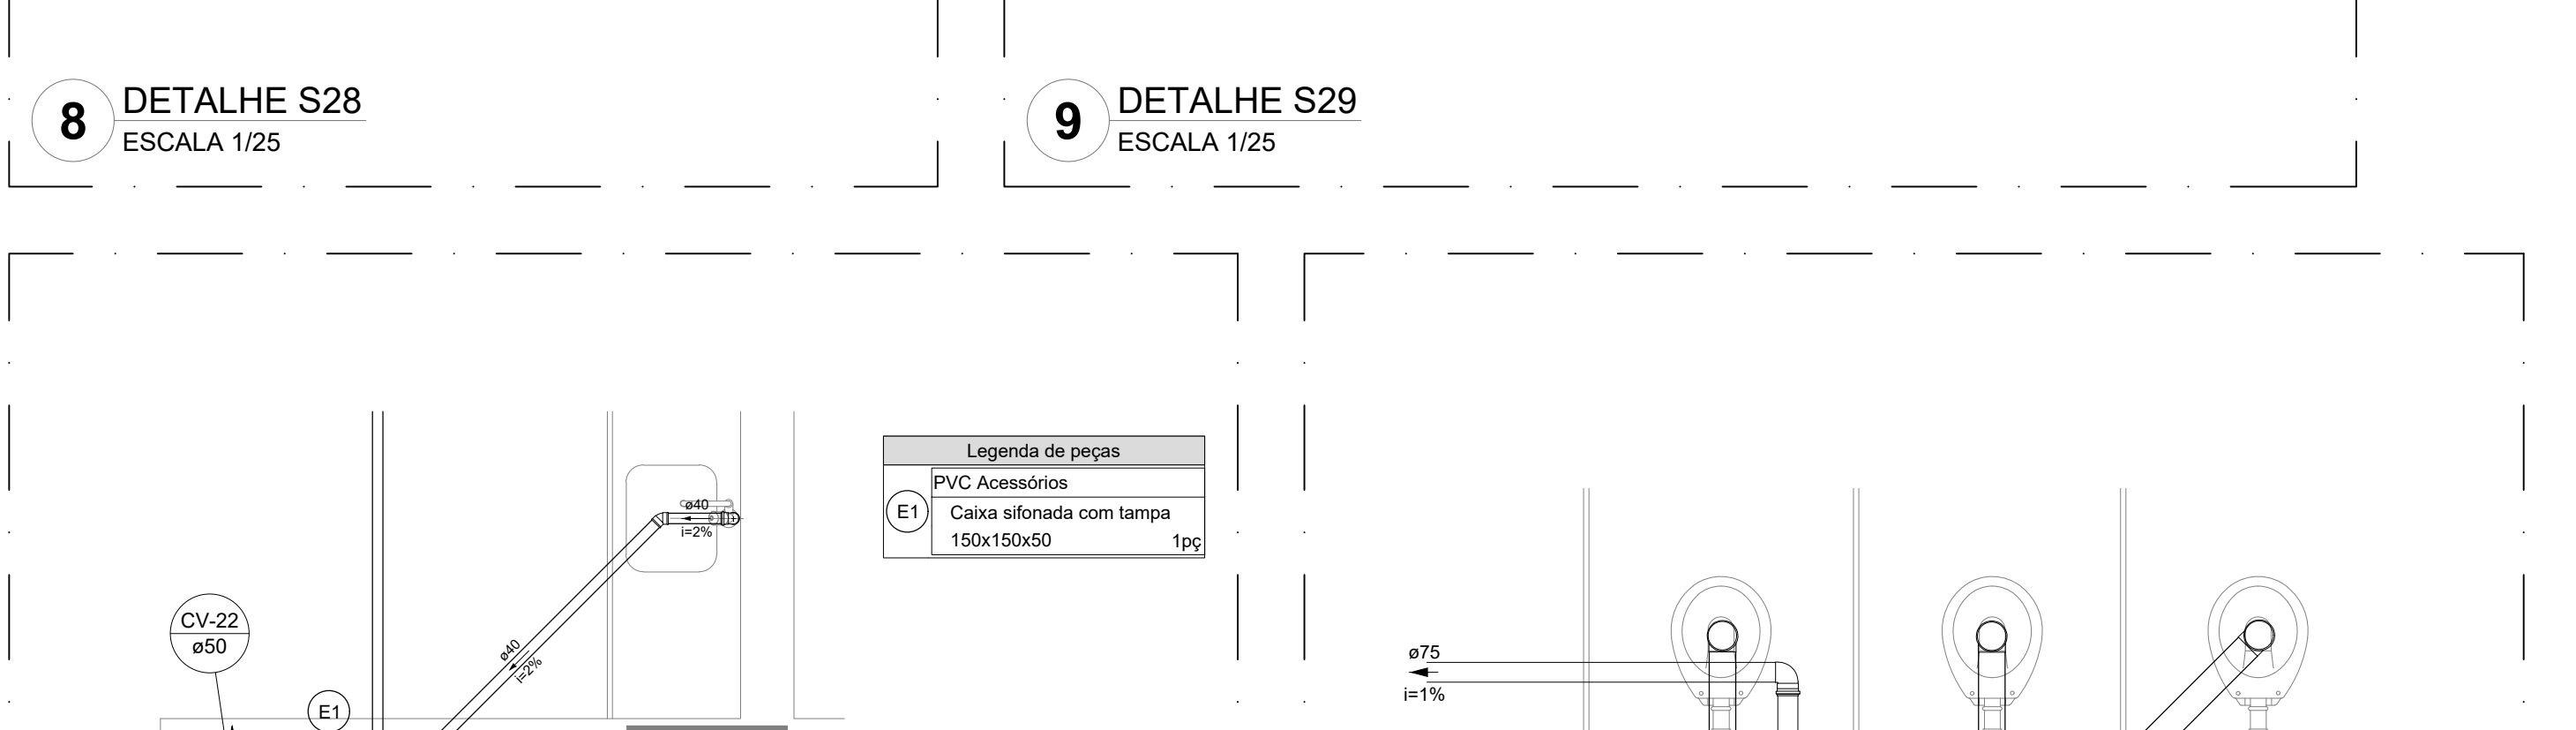 8
DETALHE S28
ESCALA 1/25
9
DETALHE S29
ESCALA 1/25
Legenda de peças
E1
PVC Acessórios
Caixa sifonada com tampa
150x150x50 1pç
ø40
i=2%
CV-22
ø50
ø40
i=2%
E1
ø75
i=1%